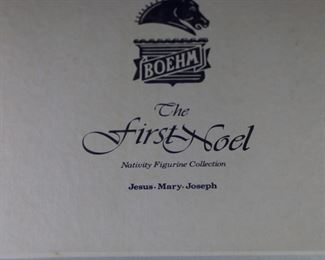 BOEHM
The
First Noel
Nativity Figurine Collection
Jesus · Mary · Joseph